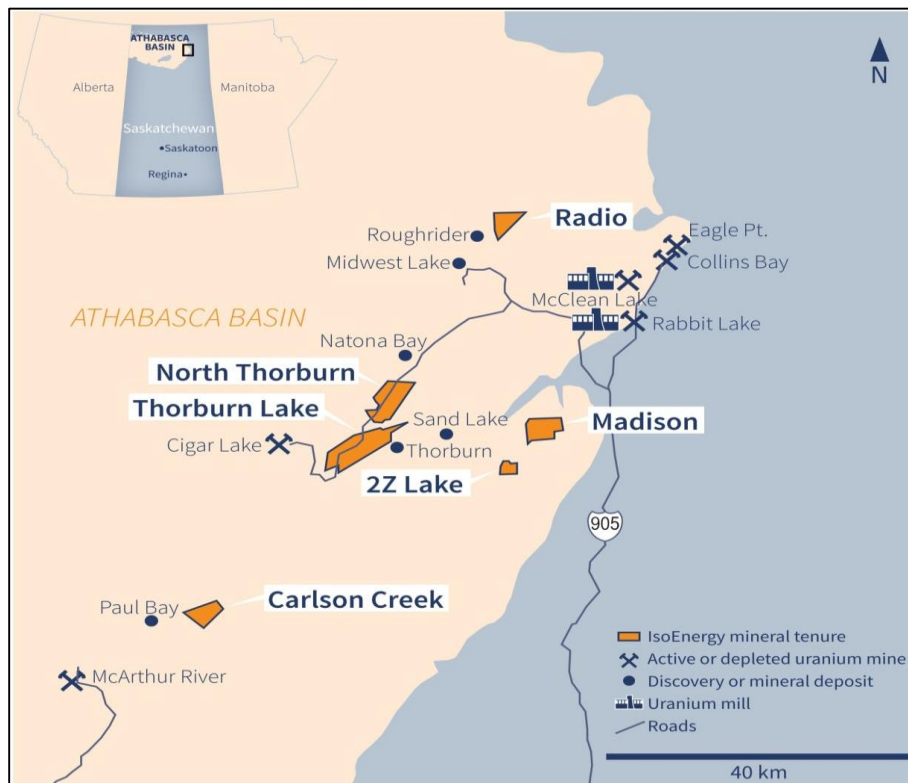 ATHABASCA
BASIN
Alberta
Manitoba
Saskatchewan
Saskatoon
Regina
N
Radio
Roughrider
Eagle Pt.
Midwest Lake
Collins Bay
McClean Lake
ATHABASCA BASIN
Rabbit Lake
Natona Bay
North Thorburn
Thorburn Lake
Sand Lake
Madison
Cigar Lake
Thorburn
2Z Lake
905
Carlson Creek
Paul Bay
McArthur River
IsoEnergy mineral tenure
Active or depleted uranium mine
Discovery or mineral deposit
Uranium mill
Roads
40 km